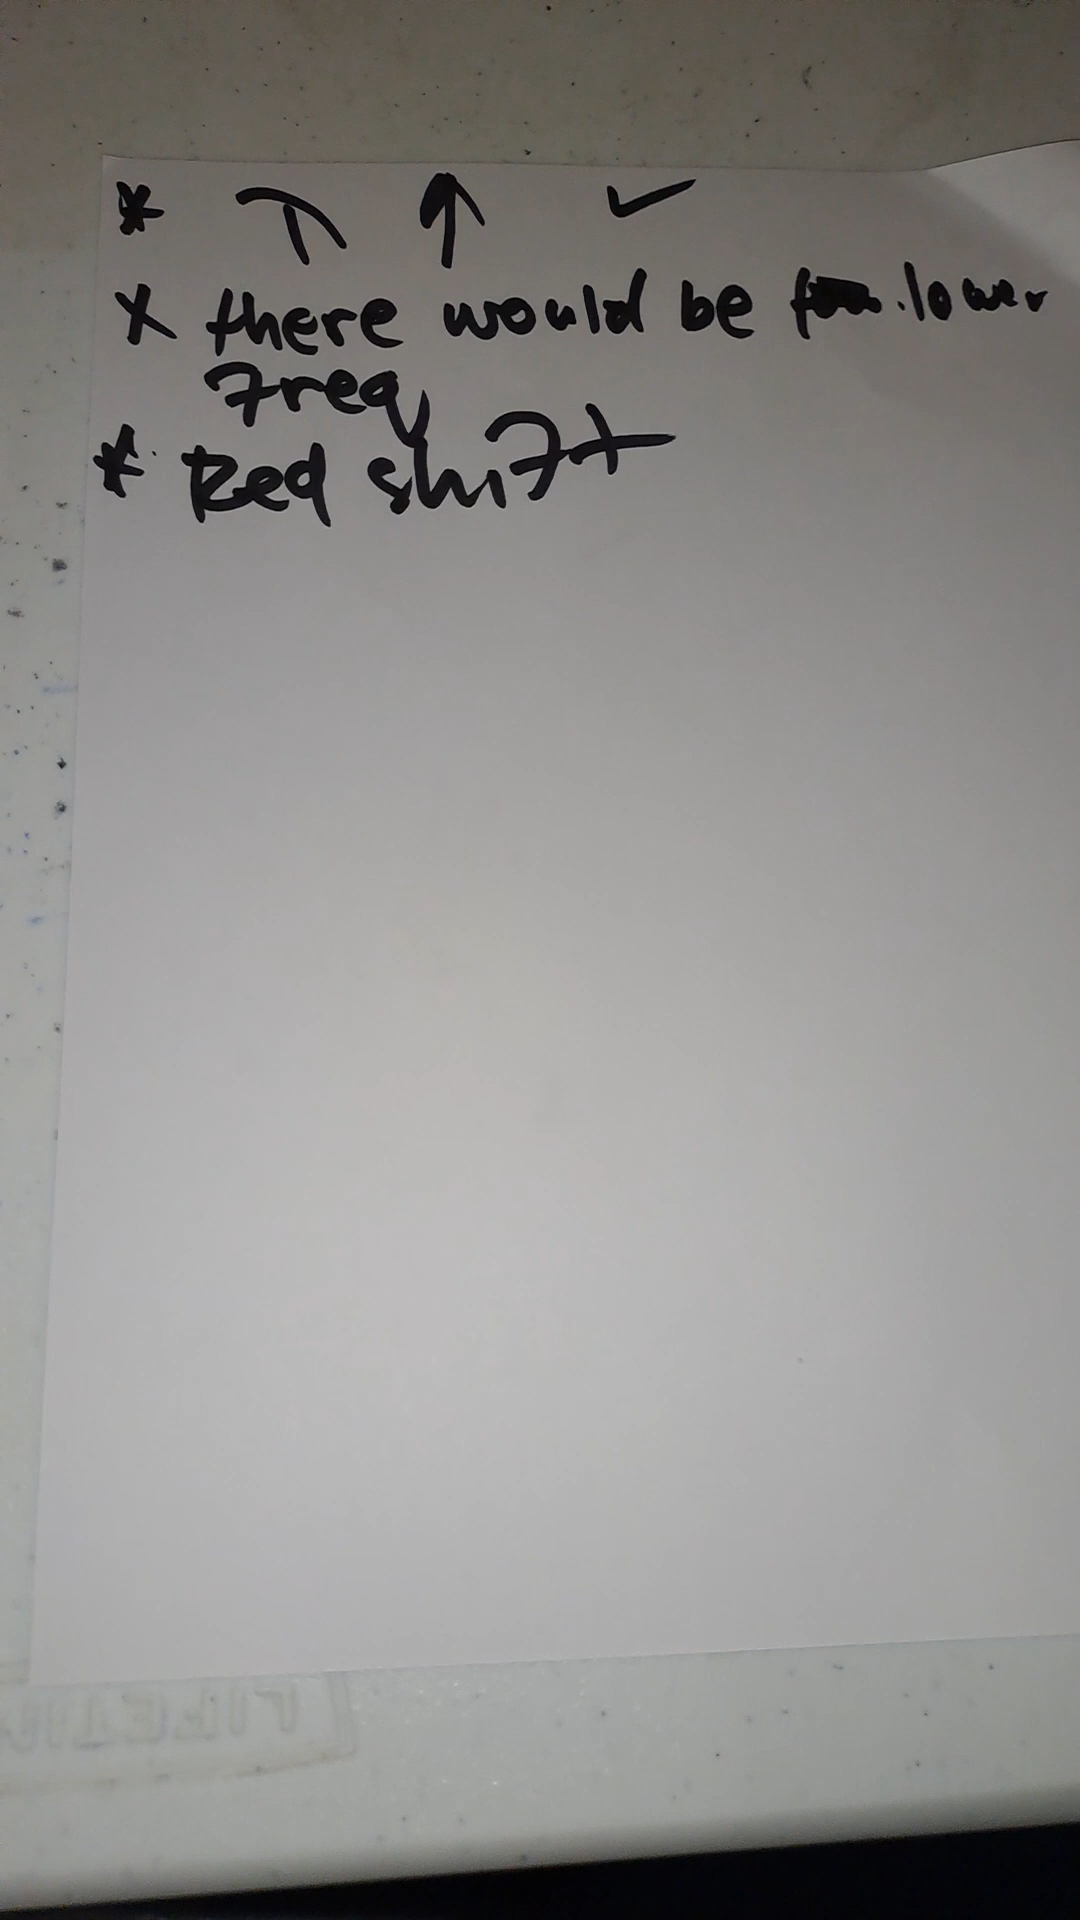 * λ ↑ ✓
x there would be lower
freq
* Red shift